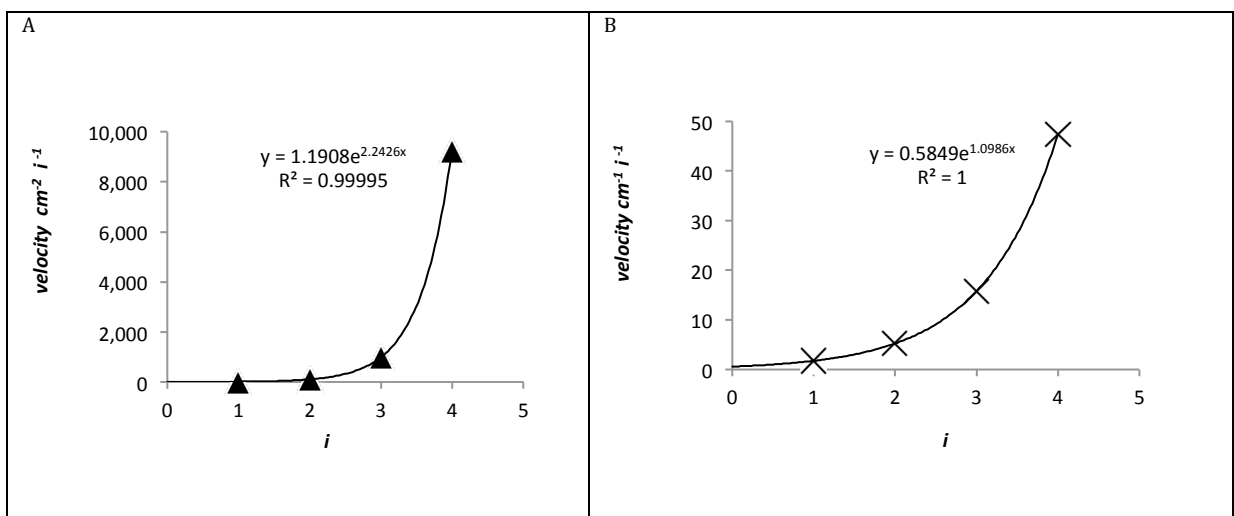 A
10,000
8,000
6,000
4,000
2,000
0
velocity cm⁻² i⁻¹
y = 1.1908e²·²⁴²⁶ˣ
R² = 0.99995
0 1 2 3 4 5
i
B
50
40
30
20
10
0
velocity cm⁻¹ i⁻¹
y = 0.5849e¹·⁰⁹⁸⁶ˣ
R² = 1
0 1 2 3 4 5
i